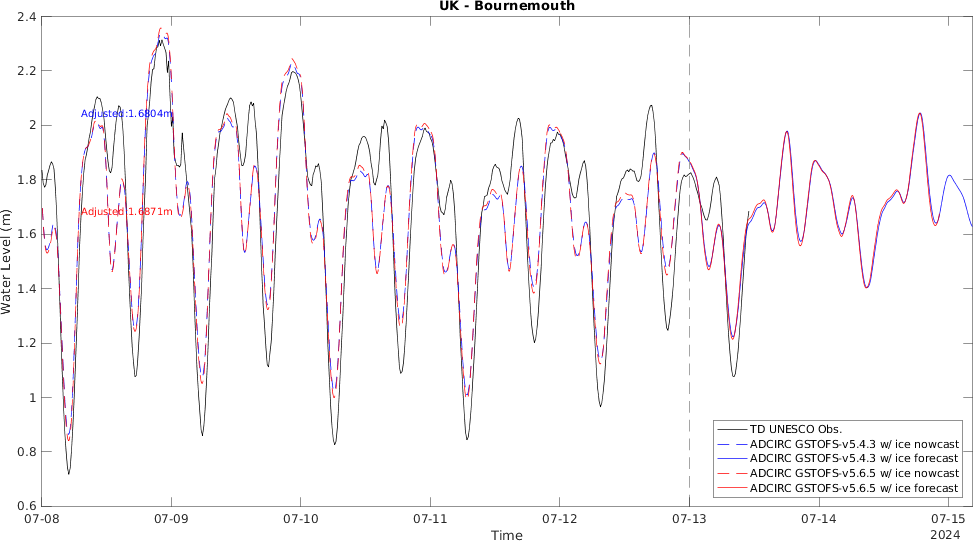 UK - Bournemouth
2.4
2.2
2
1.8
1.6
1.4
1.2
1
0.8
0.6
Water Level (m)
Adjusted:1.6804m
Adjusted:1.6871m
TD UNESCO Obs.
ADCIRC GSTOFS-v5.4.3 w/ ice nowcast
ADCIRC GSTOFS-v5.4.3 w/ ice forecast
ADCIRC GSTOFS-v5.6.5 w/ ice nowcast
ADCIRC GSTOFS-v5.6.5 w/ ice forecast
07-08 07-09 07-10 07-11 07-12 07-13 07-14 07-15
Time 2024